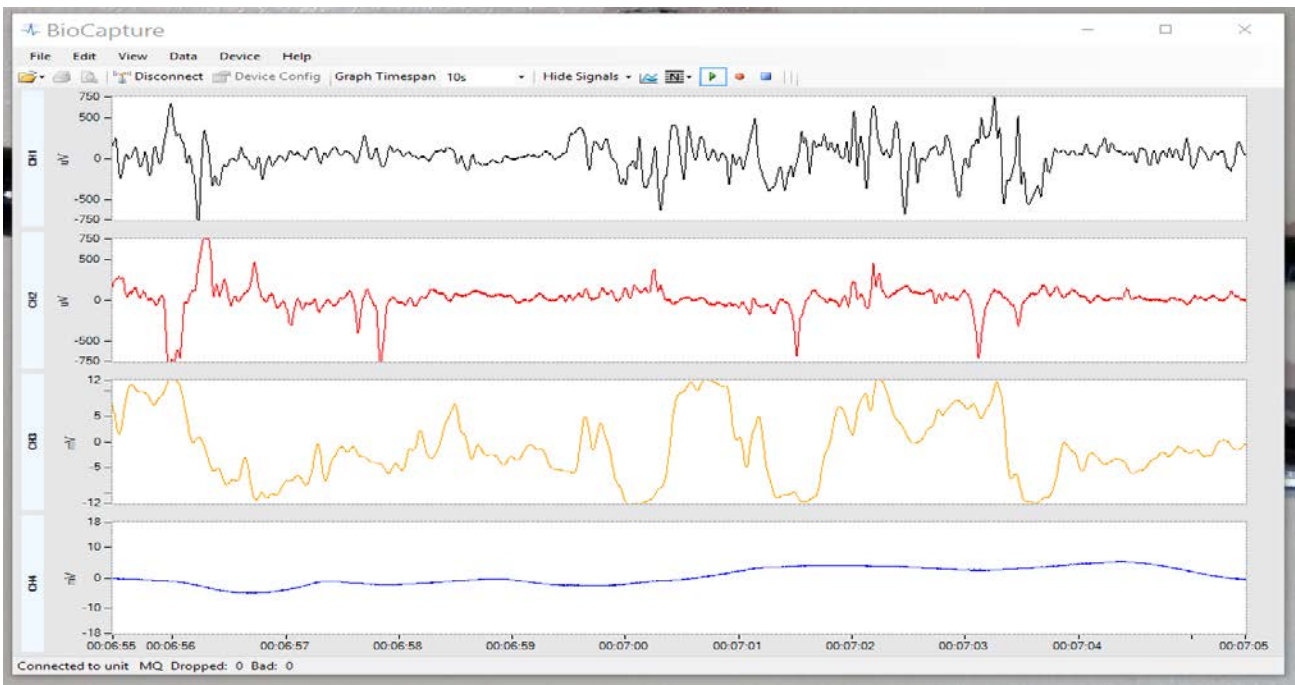 BioCapture
File Edit View Data Device Help
Disconnect Device Config Graph Timespan 10s Hide Signals
CH1
uV
750
500
0
-500
-750
CH2
uV
750
500
0
-500
-750
CH3
mV
12
5
0
-5
-12
CH4
mV
18
10
0
-10
-18
00:06:55 00:06:56 00:06:57 00:06:58 00:06:59 00:07:00 00:07:01 00:07:02 00:07:03 00:07:04 00:07:05
Connected to unit MQ Dropped: 0 Bad: 0